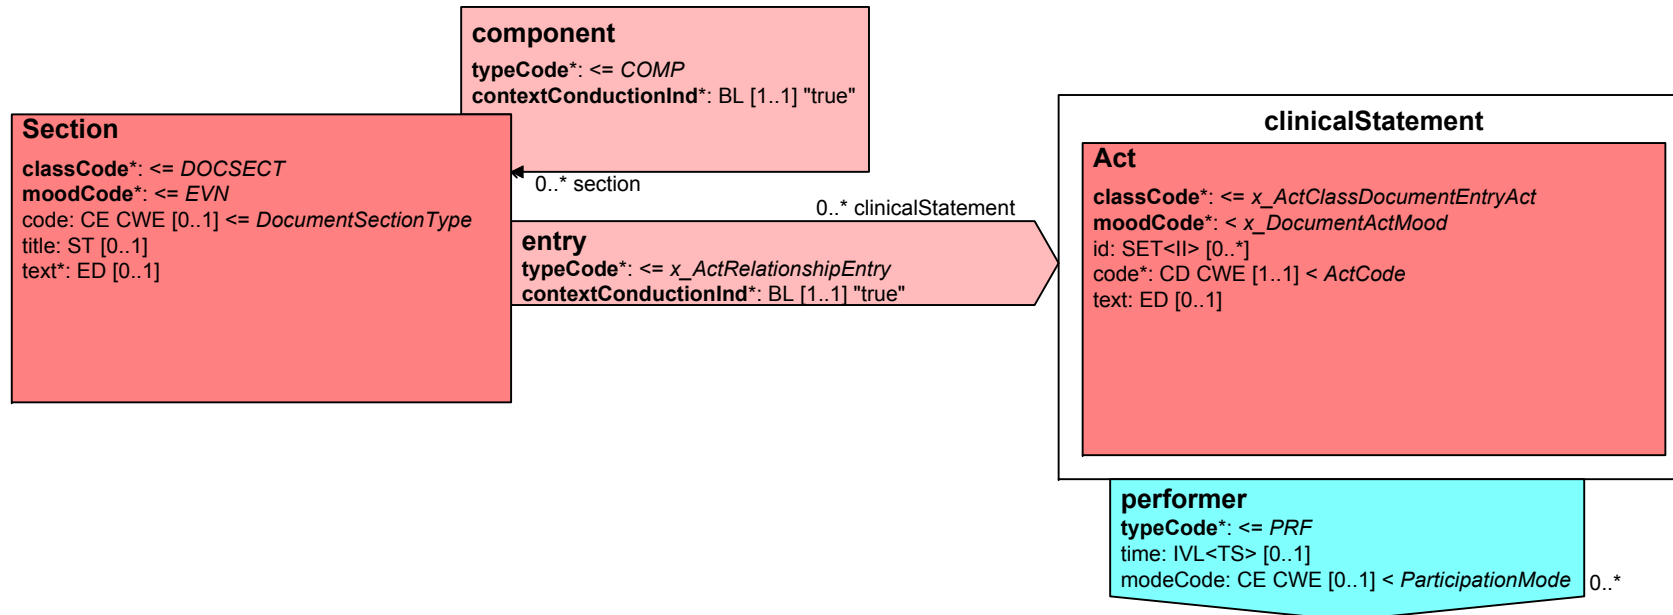 component
typeCode*: <= COMP
contextConductionInd*: BL [1..1] "true"
Section
classCode*: <= DOCSECT
moodCode*: <= EVN
code: CE CWE [0..1] <= DocumentSectionType
title: ST [0..1]
text*: ED [0..1]
0..* section
0..* clinicalStatement
entry
typeCode*: <= x_ActRelationshipEntry
contextConductionInd*: BL [1..1] "true"
clinicalStatement
Act
classCode*: <= x_ActClassDocumentEntryAct
moodCode*: < x_DocumentActMood
id: SET<II> [0..*]
code*: CD CWE [1..1] < ActCode
text: ED [0..1]
performer
typeCode*: <= PRF
time: IVL<TS> [0..1]
modeCode: CE CWE [0..1] < ParticipationMode
0..*